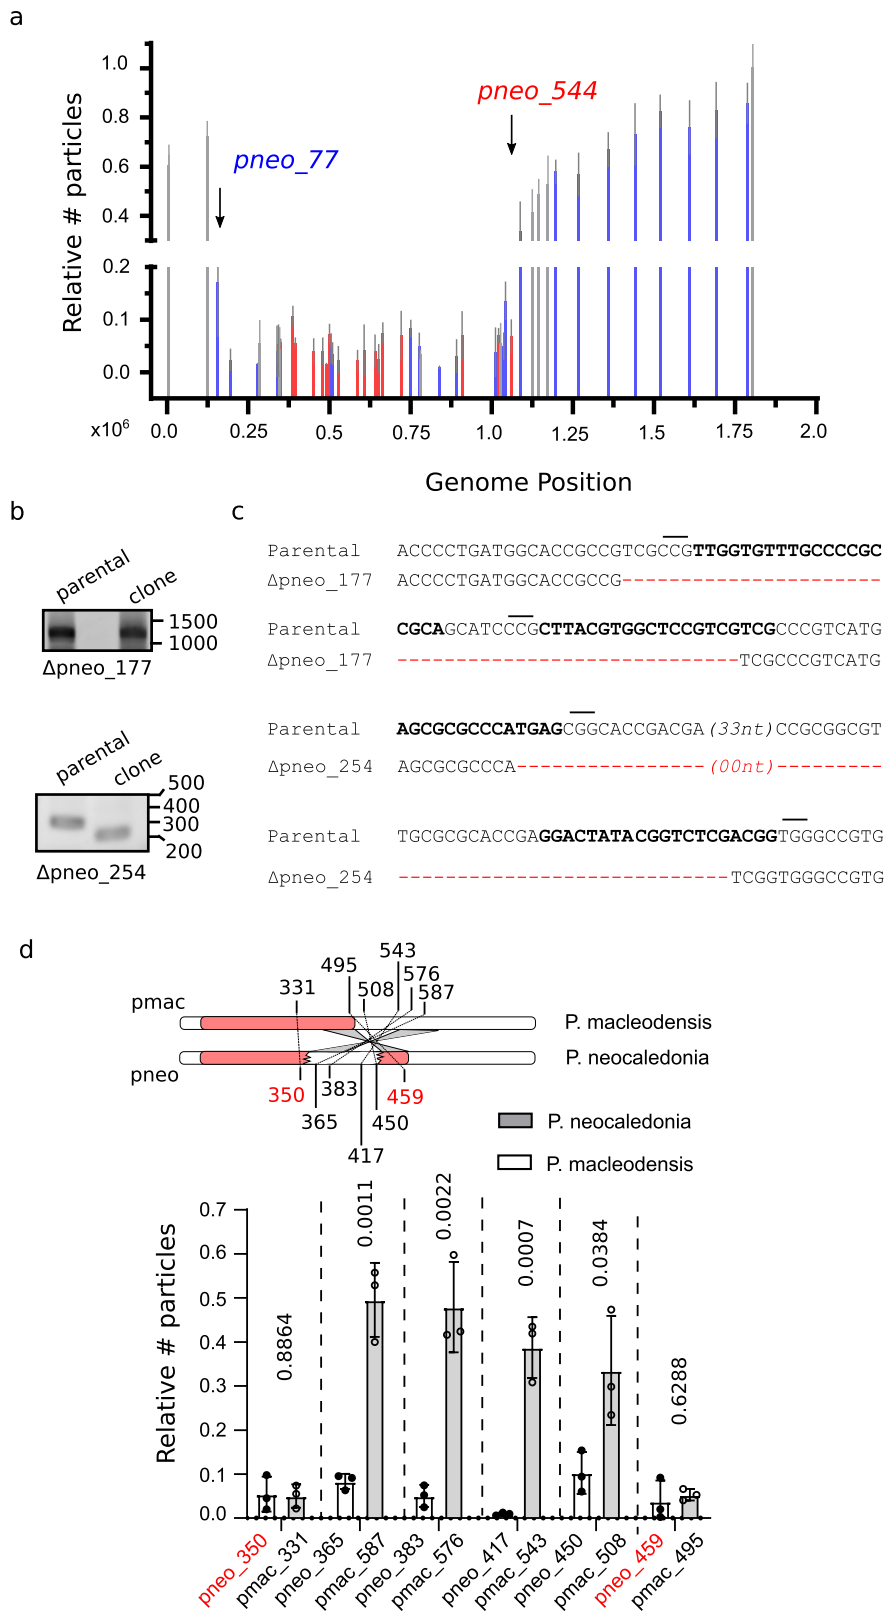 a
Relative # particles
1.0
0.8
0.6
0.4
0.2
0.1
0.0
pneo_77
pneo_544
x10⁶
0.0
0.25
0.5
0.75
1.0
1.25
1.5
1.75
2.0
Genome Position
b
parental
clone
1500
1000
Δpneo_177
parental
clone
500
400
300
200
Δpneo_254
c
Parental ACCCCTGATGGCACCGCCGTCGCCCGTTGGTGTTTGCCCCGC
Δpneo_177 ACCCCTGATGGCACCGCCG-----------------------
Parental CGCAGCATCCCGCTTACGTGGCTCCGTCGTCGCCCGTCATG
Δpneo_177 -----------------------------TCGCCCGTCATG
Parental AGCGCGCCCATGAGCGGCACCGACGA(33nt)CCGCGGCGT
Δpneo_254 AGCGCGCCCA----------------(00nt)---------
Parental TGCGCGCACCGAGGACTATACGGTCTCGACGGTGGGCCGTG
Δpneo_254 ----------------------------TCGGTGGGCCGTG
d
543
495
576
331
508
587
pmac
P. macleodensis
pneo
P. neocaledonia
350
383
459
365
450
417
P. neocaledonia
P. macleodensis
Relative # particles
0.7
0.6
0.5
0.4
0.3
0.2
0.1
0.0
0.8864
0.0011
0.0022
0.0007
0.0384
0.6288
pneo_350
pmac_331
pneo_365
pmac_587
pneo_383
pmac_576
pneo_417
pmac_543
pneo_450
pmac_508
pneo_459
pmac_495